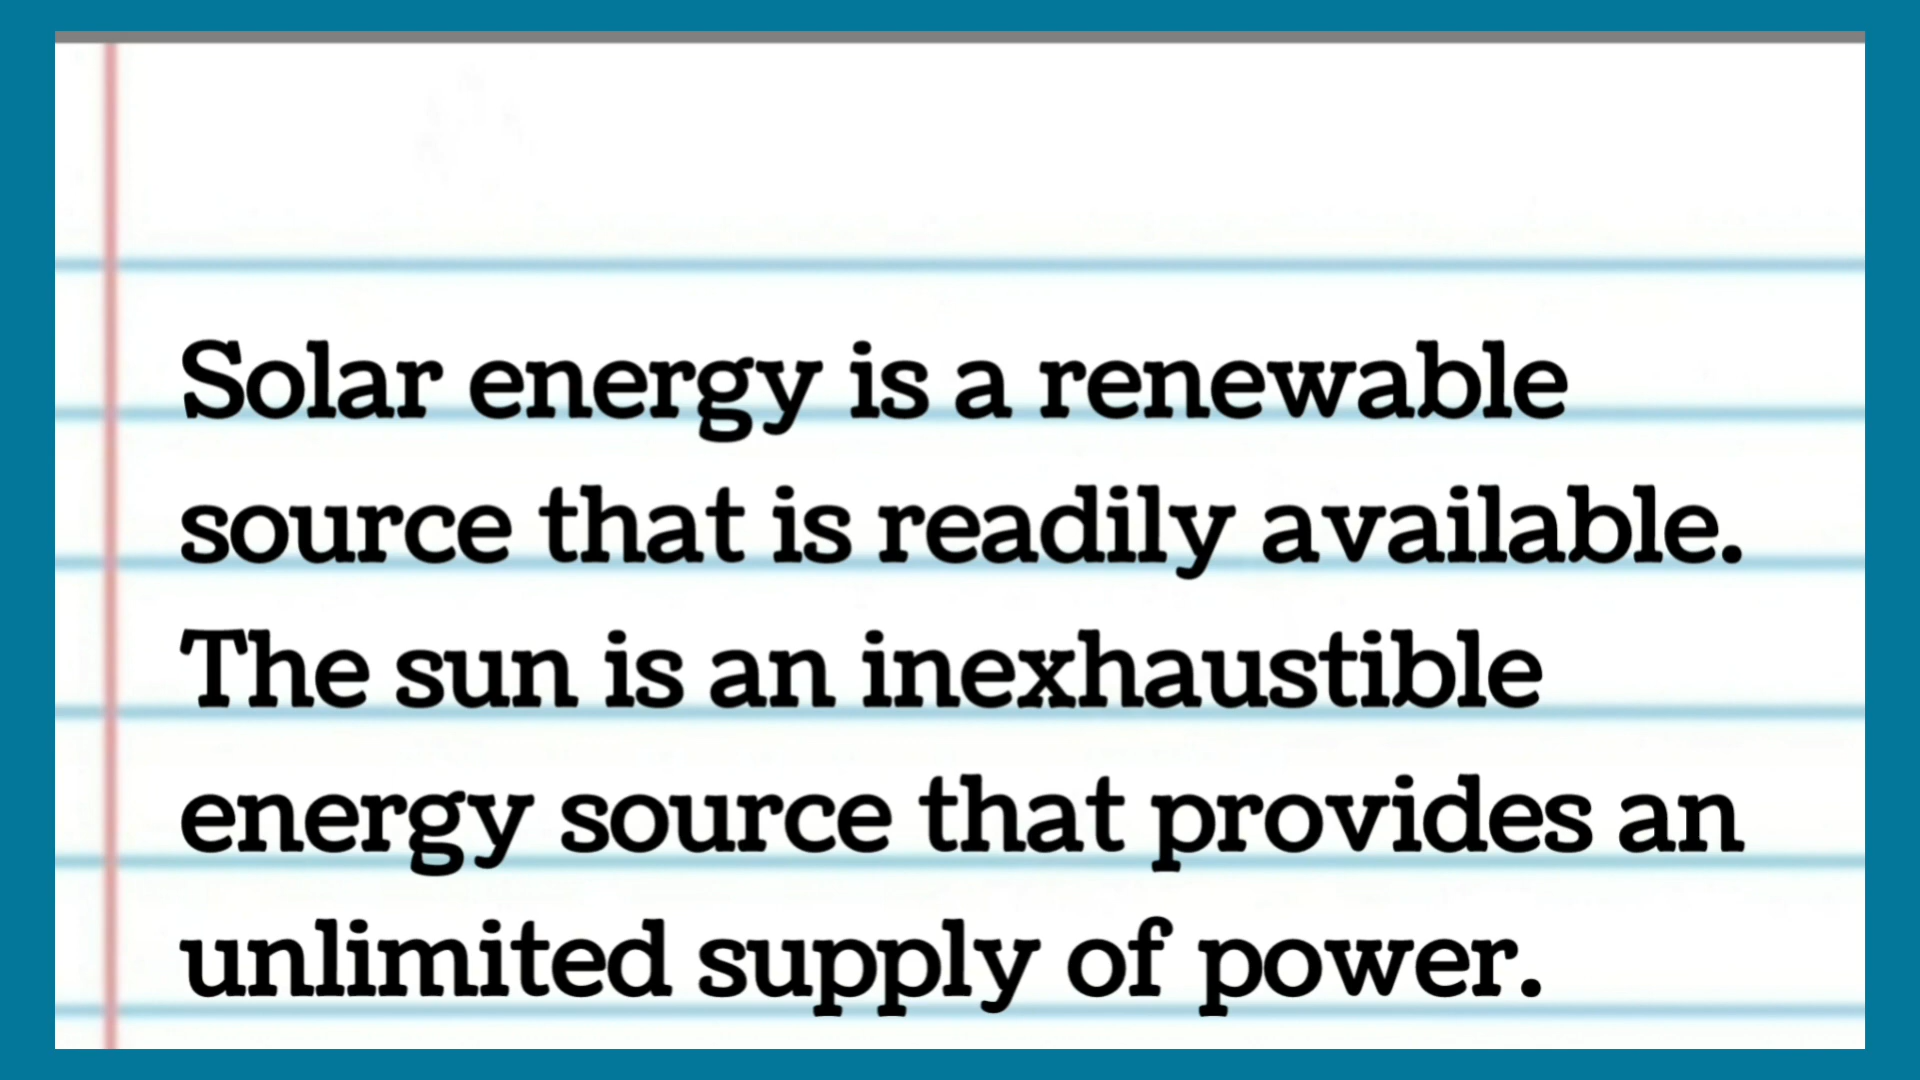 Solar energy is a renewable
source that is readily available.
The sun is an inexhaustible
energy source that provides an
unlimited supply of power.